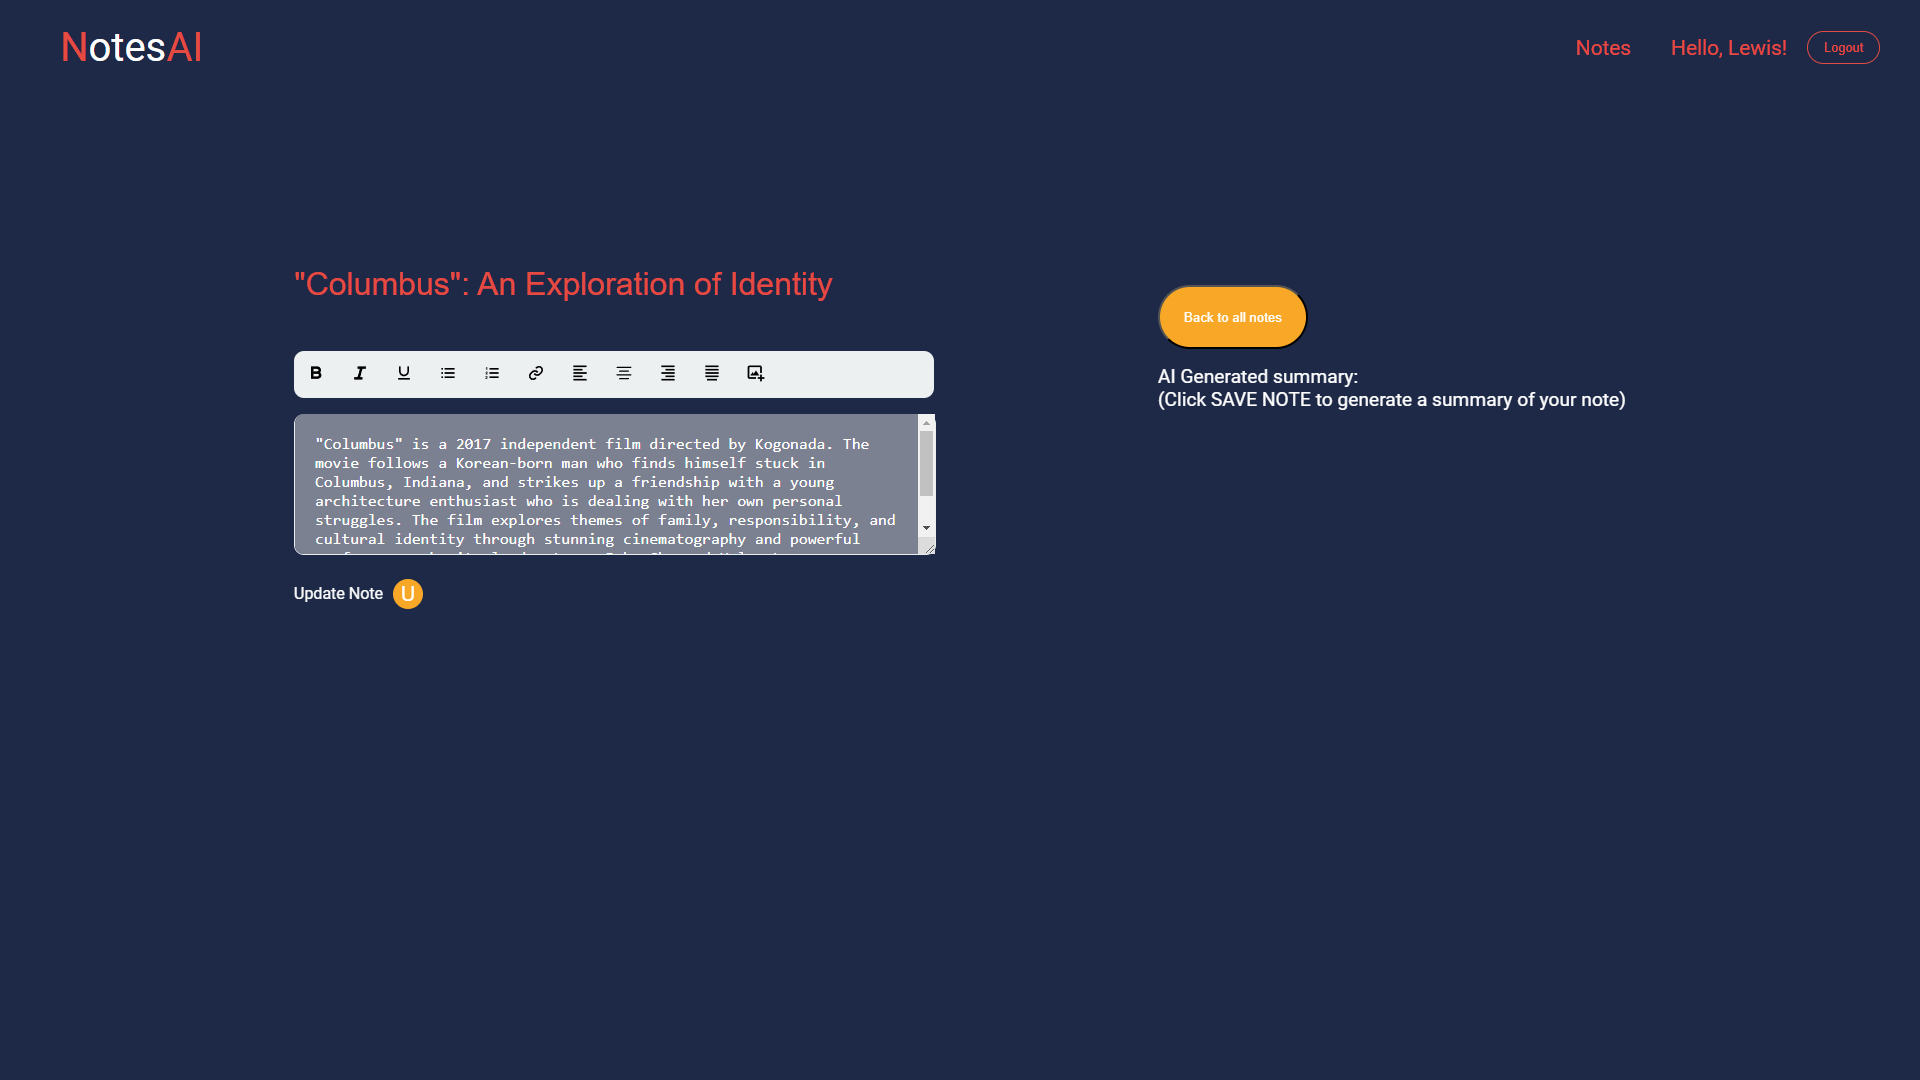 NotesAI
Notes
Hello, Lewis!
Logout
"Columbus": An Exploration of Identity
"Columbus" is a 2017 independent film directed by Kogonada. The
movie follows a Korean-born man who finds himself stuck in
Columbus, Indiana, and strikes up a friendship with a young
architecture enthusiast who is dealing with her own personal
struggles. The film explores themes of family, responsibility, and
cultural identity through stunning cinematography and powerful
Update Note
U
Back to all notes
AI Generated summary:
(Click SAVE NOTE to generate a summary of your note)